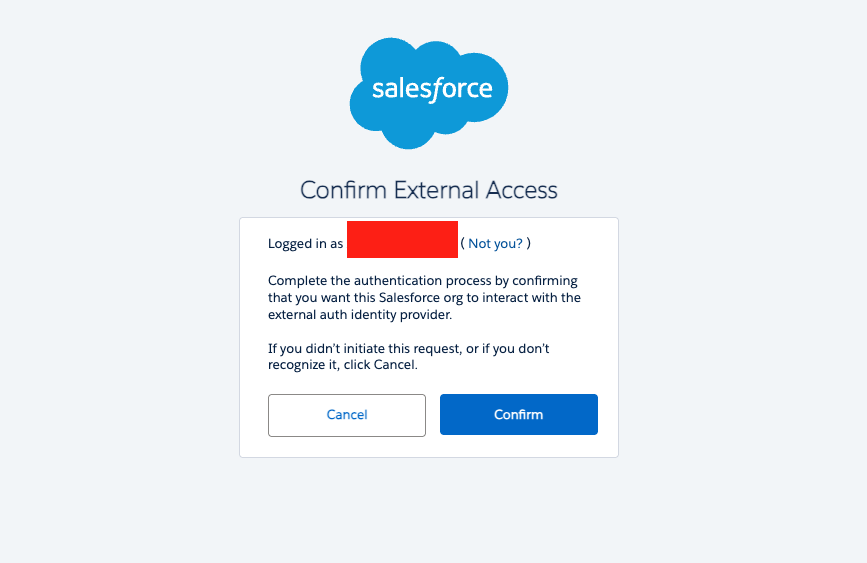 salesforce
Confirm External Access
Logged in as ( Not you? )
Complete the authentication process by confirming
that you want this Salesforce org to interact with the
external auth identity provider.
If you didn’t initiate this request, or if you don’t
recognize it, click Cancel.
Cancel Confirm